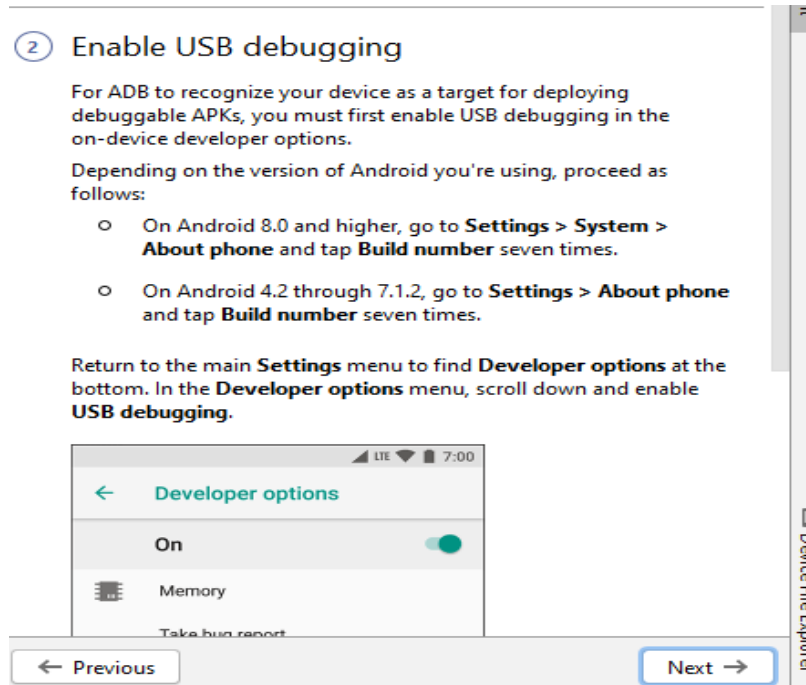 2 Enable USB debugging
For ADB to recognize your device as a target for deploying
debuggable APKs, you must first enable USB debugging in the
on-device developer options.
Depending on the version of Android you're using, proceed as
follows:
On Android 8.0 and higher, go to Settings > System >
About phone and tap Build number seven times.
On Android 4.2 through 7.1.2, go to Settings > About phone
and tap Build number seven times.
Return to the main Settings menu to find Developer options at the
bottom. In the Developer options menu, scroll down and enable
USB debugging.
LTE 7:00
← Developer options
On
Memory
Take bug report
← Previous
Next →
Device File Explorer